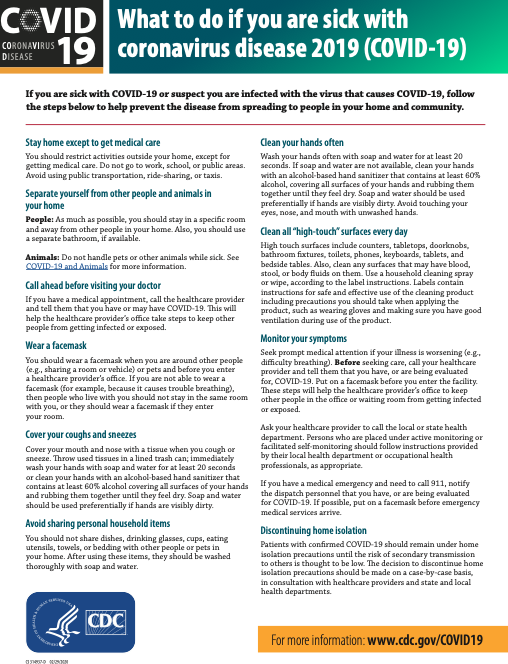 COVID
CORONAVIRUS
DISEASE
19
What to do if you are sick with
coronavirus disease 2019 (COVID-19)
If you are sick with COVID-19 or suspect you are infected with the virus that causes COVID-19, follow
the steps below to help prevent the disease from spreading to people in your home and community.
Stay home except to get medical care
You should restrict activities outside your home, except for
getting medical care. Do not go to work, school, or public areas.
Avoid using public transportation, ride-sharing, or taxis.
Separate yourself from other people and animals in
your home
People: As much as possible, you should stay in a specific room
and away from other people in your home. Also, you should use
a separate bathroom, if available.
Animals: Do not handle pets or other animals while sick. See
COVID-19 and Animals for more information.
Call ahead before visiting your doctor
If you have a medical appointment, call the healthcare provider
and tell them that you have or may have COVID-19. This will
help the healthcare provider's office take steps to keep other
people from getting infected or exposed.
Wear a facemask
You should wear a facemask when you are around other people
(e.g., sharing a room or vehicle) or pets and before you enter
a healthcare provider's office. If you are not able to wear a
facemask (for example, because it causes trouble breathing),
then people who live with you should not stay in the same room
with you, or they should wear a facemask if they enter
your room.
Cover your coughs and sneezes
Cover your mouth and nose with a tissue when you cough or
sneeze. Throw used tissues in a lined trash can; immediately
wash your hands with soap and water for at least 20 seconds
or clean your hands with an alcohol-based hand sanitizer that
contains at least 60% alcohol covering all surfaces of your hands
and rubbing them together until they feel dry. Soap and water
should be used preferentially if hands are visibly dirty.
Avoid sharing personal household items
You should not share dishes, drinking glasses, cups, eating
utensils, towels, or bedding with other people or pets in
your home. After using these items, they should be washed
thoroughly with soap and water.
Clean your hands often
Wash your hands often with soap and water for at least 20
seconds. If soap and water are not available, clean your hands
with an alcohol-based hand sanitizer that contains at least 60%
alcohol, covering all surfaces of your hands and rubbing them
together until they feel dry. Soap and water should be used
preferentially if hands are visibly dirty. Avoid touching your
eyes, nose, and mouth with unwashed hands.
Clean all "high-touch" surfaces every day
High touch surfaces include counters, tabletops, doorknobs,
bathroom fixtures, toilets, phones, keyboards, tablets, and
bedside tables. Also, clean any surfaces that may have blood,
stool, or body fluids on them. Use a household cleaning spray
or wipe, according to the label instructions. Labels contain
instructions for safe and effective use of the cleaning product
including precautions you should take when applying the
product, such as wearing gloves and making sure you have good
ventilation during use of the product.
Monitor your symptoms
Seek prompt medical attention if your illness is worsening (e.g.,
difficulty breathing). Before seeking care, call your healthcare
provider and tell them that you have, or are being evaluated
for, COVID-19. Put on a facemask before you enter the facility.
These steps will help the healthcare provider's office to keep
other people in the office or waiting room from getting infected
or exposed.
Ask your healthcare provider to call the local or state health
department. Persons who are placed under active monitoring or
facilitated self-monitoring should follow instructions provided
by their local health department or occupational health
professionals, as appropriate.
If you have a medical emergency and need to call 911, notify
the dispatch personnel that you have, or are being evaluated
for COVID-19. If possible, put on a facemask before emergency
medical services arrive.
Discontinuing home isolation
Patients with confirmed COVID-19 should remain under home
isolation precautions until the risk of secondary transmission
to others is thought to be low. The decision to discontinue home
isolation precautions should be made on a case-by-case basis,
in consultation with healthcare providers and state and local
health departments.
CDC
For more information: www.cdc.gov/COVID19
CS 314937-D 02/29/2020